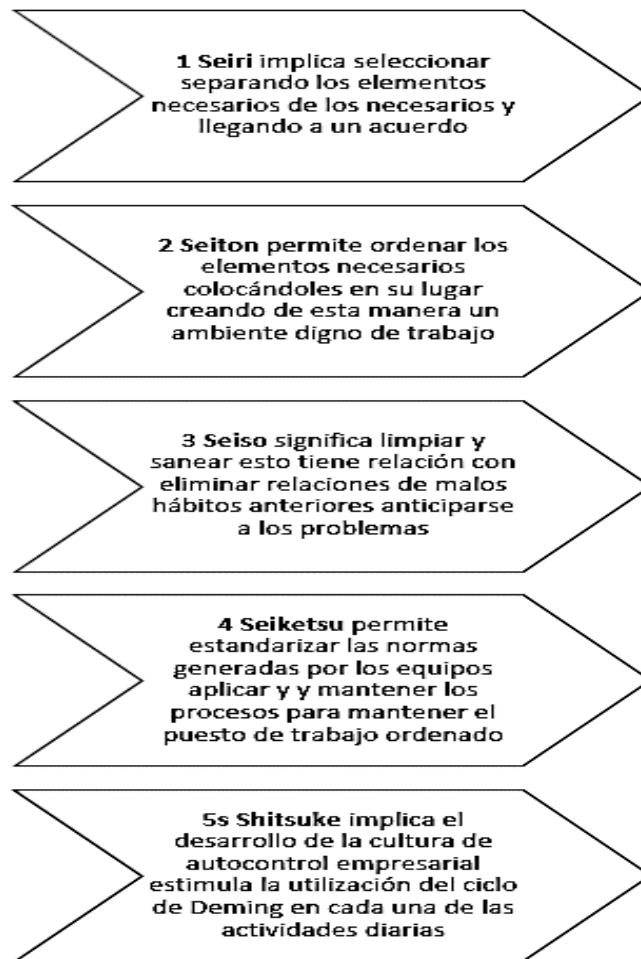 1 Seiri implica seleccionar
separando los elementos
necesarios de los necesarios y
llegando a un acuerdo
2 Seiton permite ordenar los
elementos necesarios
colocándoles en su lugar
creando de esta manera un
ambiente digno de trabajo
3 Seiso significa limpiar y
sanear esto tiene relación con
eliminar relaciones de malos
hábitos anteriores anticiparse
a los problemas
4 Seiketsu permite
estandarizar las normas
generadas por los equipos
aplicar y y mantener los
procesos para mantener el
puesto de trabajo ordenado
5s Shitsuke implica el
desarrollo de la cultura de
autocontrol empresarial
estimula la utilización del ciclo
de Deming en cada una de las
actividades diarias